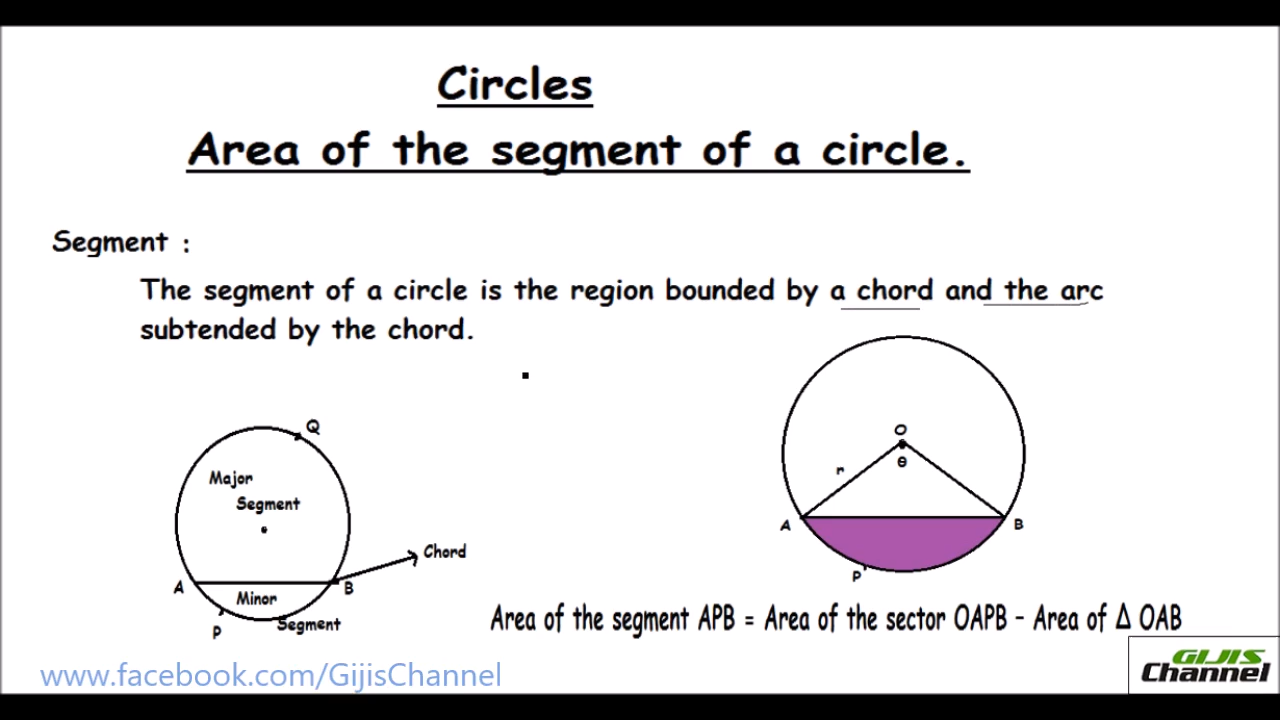 Circles
Area of the segment of a circle.
Segment :
The segment of a circle is the region bounded by a chord and the arc
subtended by the chord.
Q
Major
Segment
Chord
A
B
Minor
P
Segment
O
θ
r
A
B
P
Area of the segment APB = Area of the sector OAPB - Area of Δ OAB
www.facebook.com/GijisChannel
GIJIS
Channel